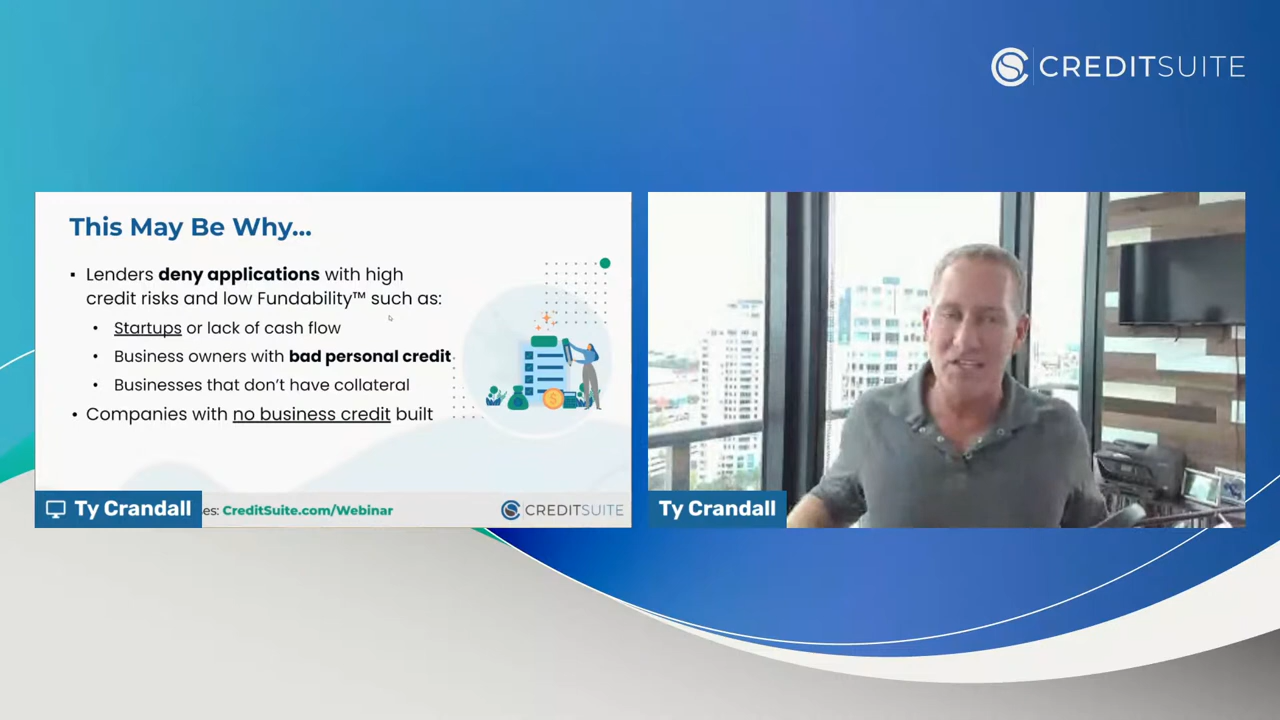 CREDITSUITE
This May Be Why...
▪ Lenders deny applications with high
credit risks and low Fundability™ such as:
• Startups or lack of cash flow
• Business owners with bad personal credit
• Businesses that don’t have collateral
• Companies with no business credit built
Ty Crandall
es: CreditSuite.com/Webinar
CREDITSUITE
Ty Crandall